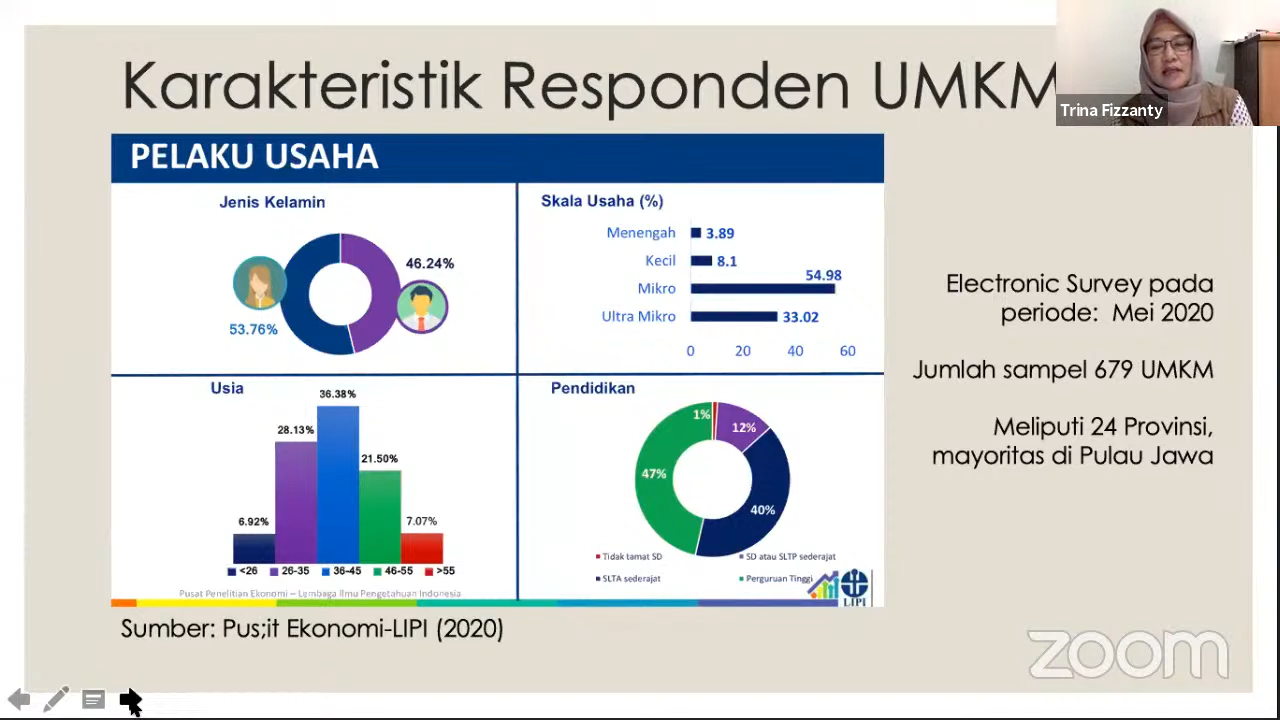 Karakteristik Responden UMKM
Trina Fizzanty
PELAKU USAHA
Jenis Kelamin
46.24%
53.76%
Skala Usaha (%)
Menengah 3.89
Kecil 8.1
Mikro 54.98
Ultra Mikro 33.02
0 20 40 60
Usia
6.92%
28.13%
36.38%
21.50%
7.07%
<26 26-35 36-45 46-55 >55
Pendidikan
1%
12%
47%
40%
Tidak tamat SD SD atau SLTP sederajat
SLTA sederajat Perguruan Tinggi
Pusat Penelitian Ekonomi – Lembaga Ilmu Pengetahuan Indonesia
LIPI
Electronic Survey pada
periode: Mei 2020
Jumlah sampel 679 UMKM
Meliputi 24 Provinsi,
mayoritas di Pulau Jawa
Sumber: Pus;it Ekonomi-LIPI (2020)
zoom